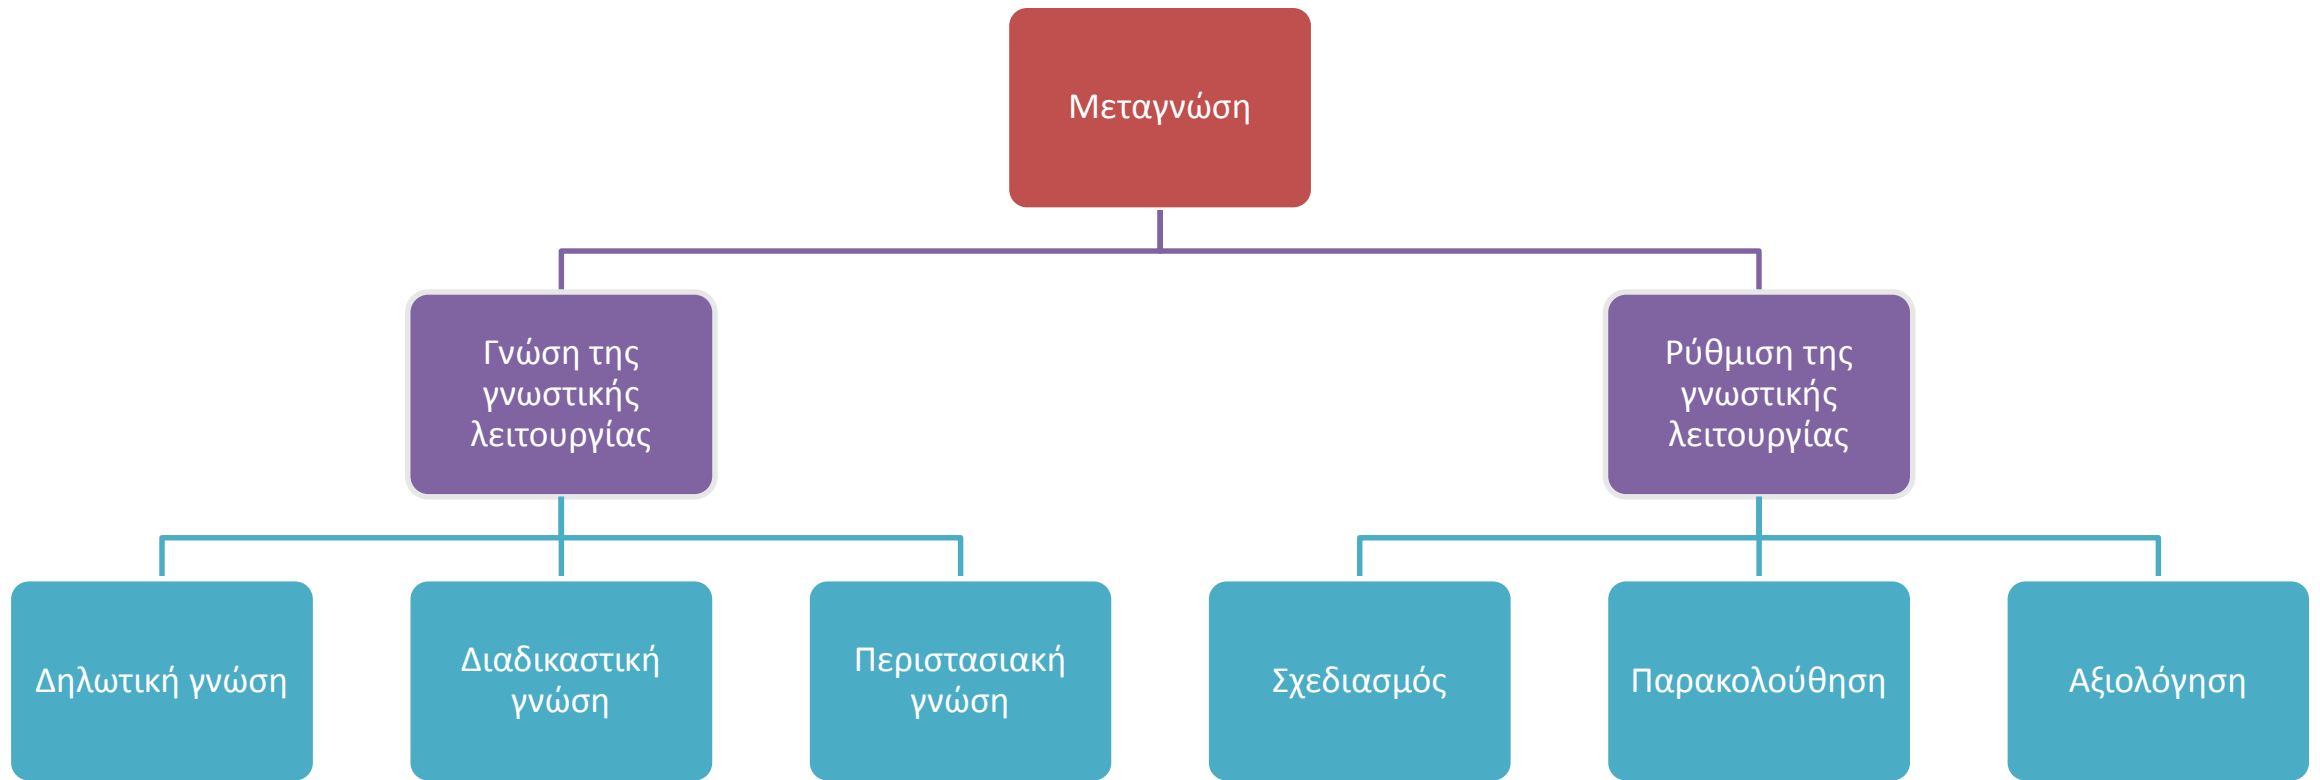 Μεταγνώση
Γνώση της
γνωστικής
λειτουργίας
Ρύθμιση της
γνωστικής
λειτουργίας
Δηλωτική γνώση
Διαδικαστική
γνώση
Περιστασιακή
γνώση
Σχεδιασμός
Παρακολούθηση
Αξιολόγηση